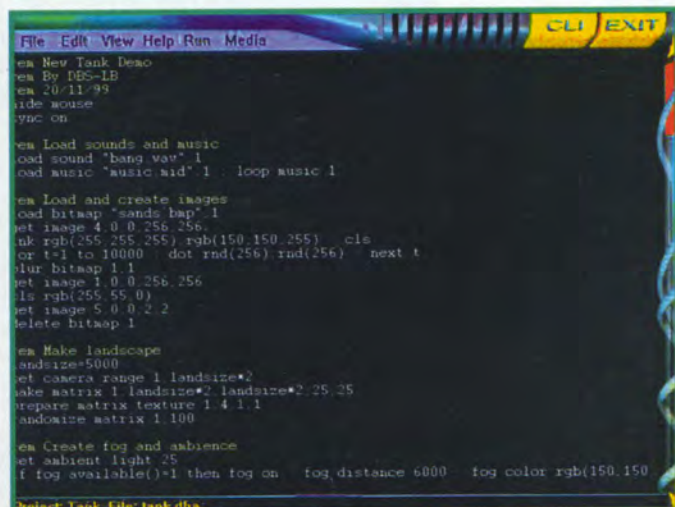 CLI EXIT
File Edit View Help Run Media
em New Tank Demo
em By DBS-LB
em 20/11/99
ide mouse
ync on
em Load sounds and music
oad sound "bang.wav",1
oad music "music.mid",1 : loop music 1
em Load and create images
oad bitmap "sands.bmp",1
et image 4,0,0,256,256
nk rgb(255,255,255),rgb(150,150,255) : cls
or t=1 to 10000 : dot rnd(256),rnd(256) : next t
lur bitmap 1,1
et image 1,0,0,256,256
ls rgb(255,55,0)
et image 5,0,0,2,2
elete bitmap 1
em Make landscape
andsize=5000
et camera range 1,landsize*2
ake matrix 1,landsize*2,landsize*2,25,25
repare matrix texture 1,4,1,1
andomize matrix 1,100
em Create fog and ambience
et ambient light 25
f fog available()=1 then fog on : fog distance 6000 : fog color rgb(150,150
Project: Tank File: tank.dba